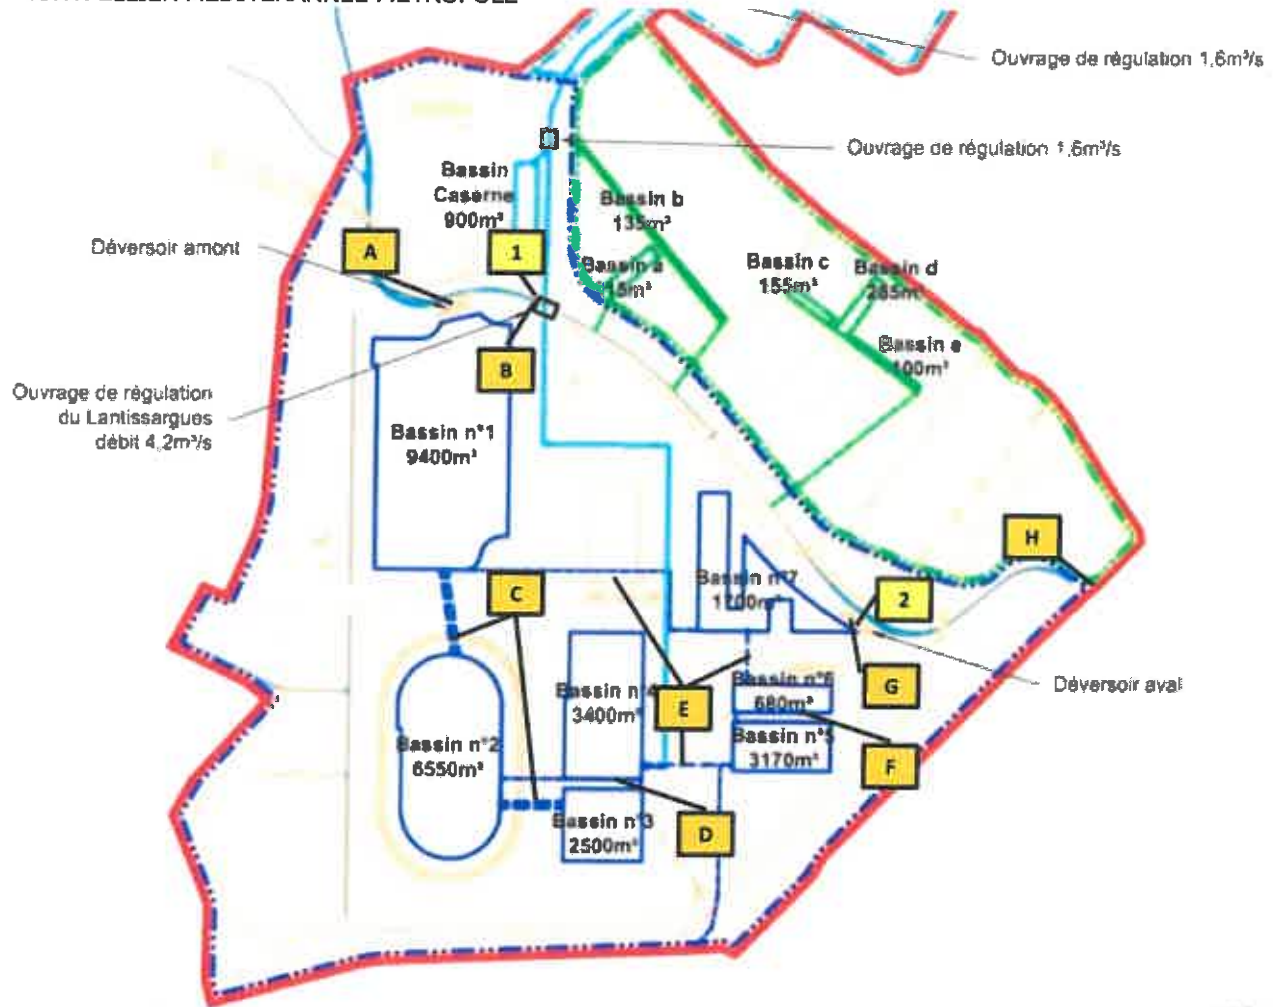 Ouvrage de régulation 1,6m³/s
Ouvrage de régulation 1,6m³/s
Bassin
Caserne
900m³
Bassin b
135m³
Déversoir amont
A
1
Bassin a
Bassin c
155m³
Bassin d
265m³
Bassin e
100m³
B
Ouvrage de régulation
du Lantissargues
débit 4,2m³/s
Bassin n°1
9400m³
H
C
Bassin n°7
1700m³
2
G
Déversoir aval
Bassin n°4
3400m³
E
Bassin n°6
680m³
Bassin n°2
6550m³
Bassin n°5
3170m³
F
Bassin n°3
2500m³
D